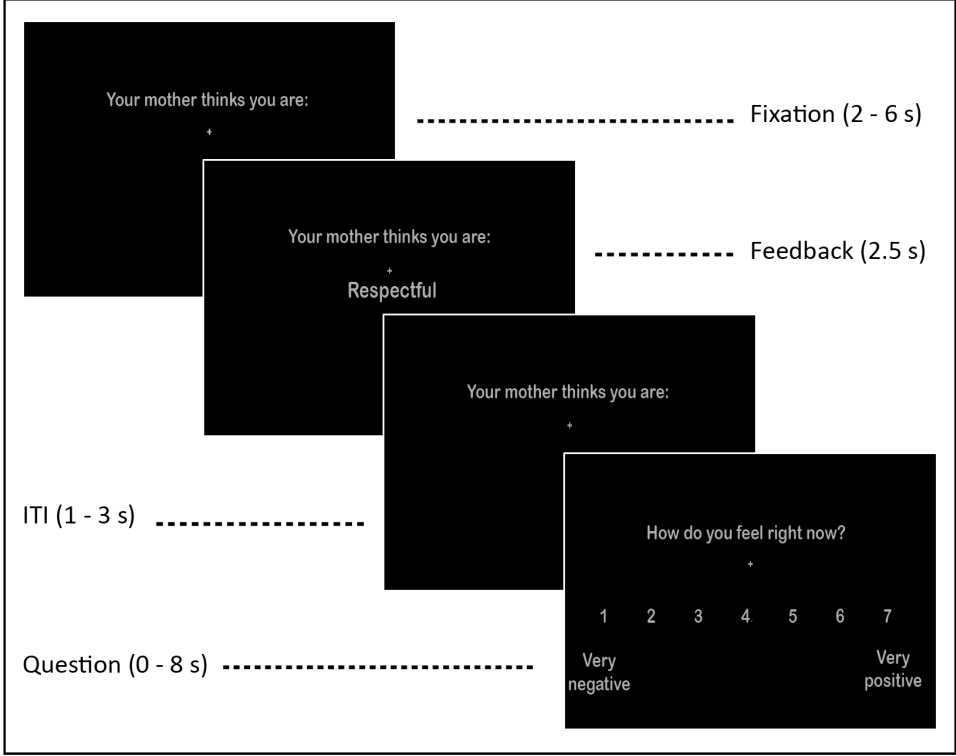 Your mother thinks you are:
+
Fixation (2 - 6 s)
Your mother thinks you are:
+
Respectful
Feedback (2.5 s)
Your mother thinks you are:
+
ITI (1 - 3 s)
How do you feel right now?
+
1 2 3 4 5 6 7
Very negative
Very positive
Question (0 - 8 s)